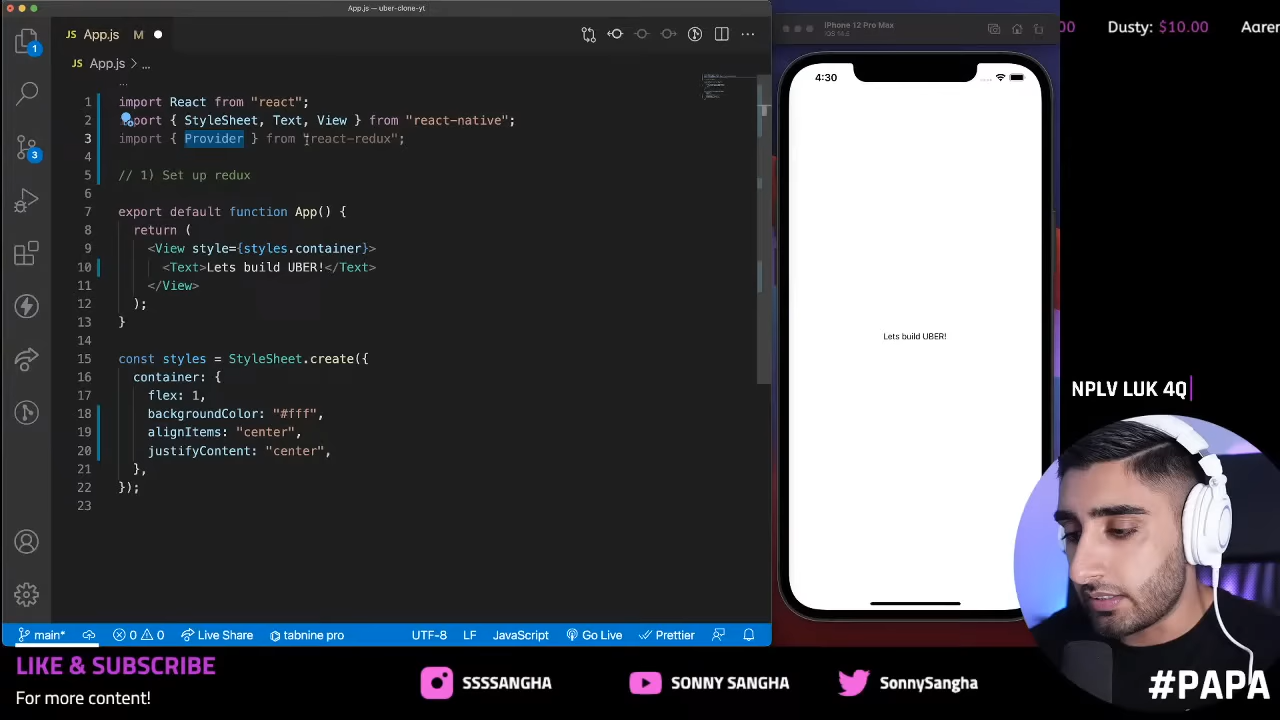 App.js — uber-clone-yt
JS App.js M
JS App.js > ...
...
1 import React from "react";
2 import { StyleSheet, Text, View } from "react-native";
3 import { Provider } from "react-redux";
4
5 // 1) Set up redux
6
7 export default function App() {
8 return (
9 <View style={styles.container}>
10 <Text>Lets build UBER!</Text>
11 </View>
12 );
13 }
14
15 const styles = StyleSheet.create({
16 container: {
17 flex: 1,
18 backgroundColor: "#fff",
19 alignItems: "center",
20 justifyContent: "center",
21 },
22 });
23
1
3
main* 0 0 Live Share tabnine pro UTF-8 LF JavaScript Go Live Prettier
iPhone 12 Pro Max
4:30
Lets build UBER!
00 Dusty: $10.00 Aaren
NPLV LUK 4Q
LIKE & SUBSCRIBE
For more content!
SSSSANGHA
SONNY SANGHA
SonnySangha
#PAPA